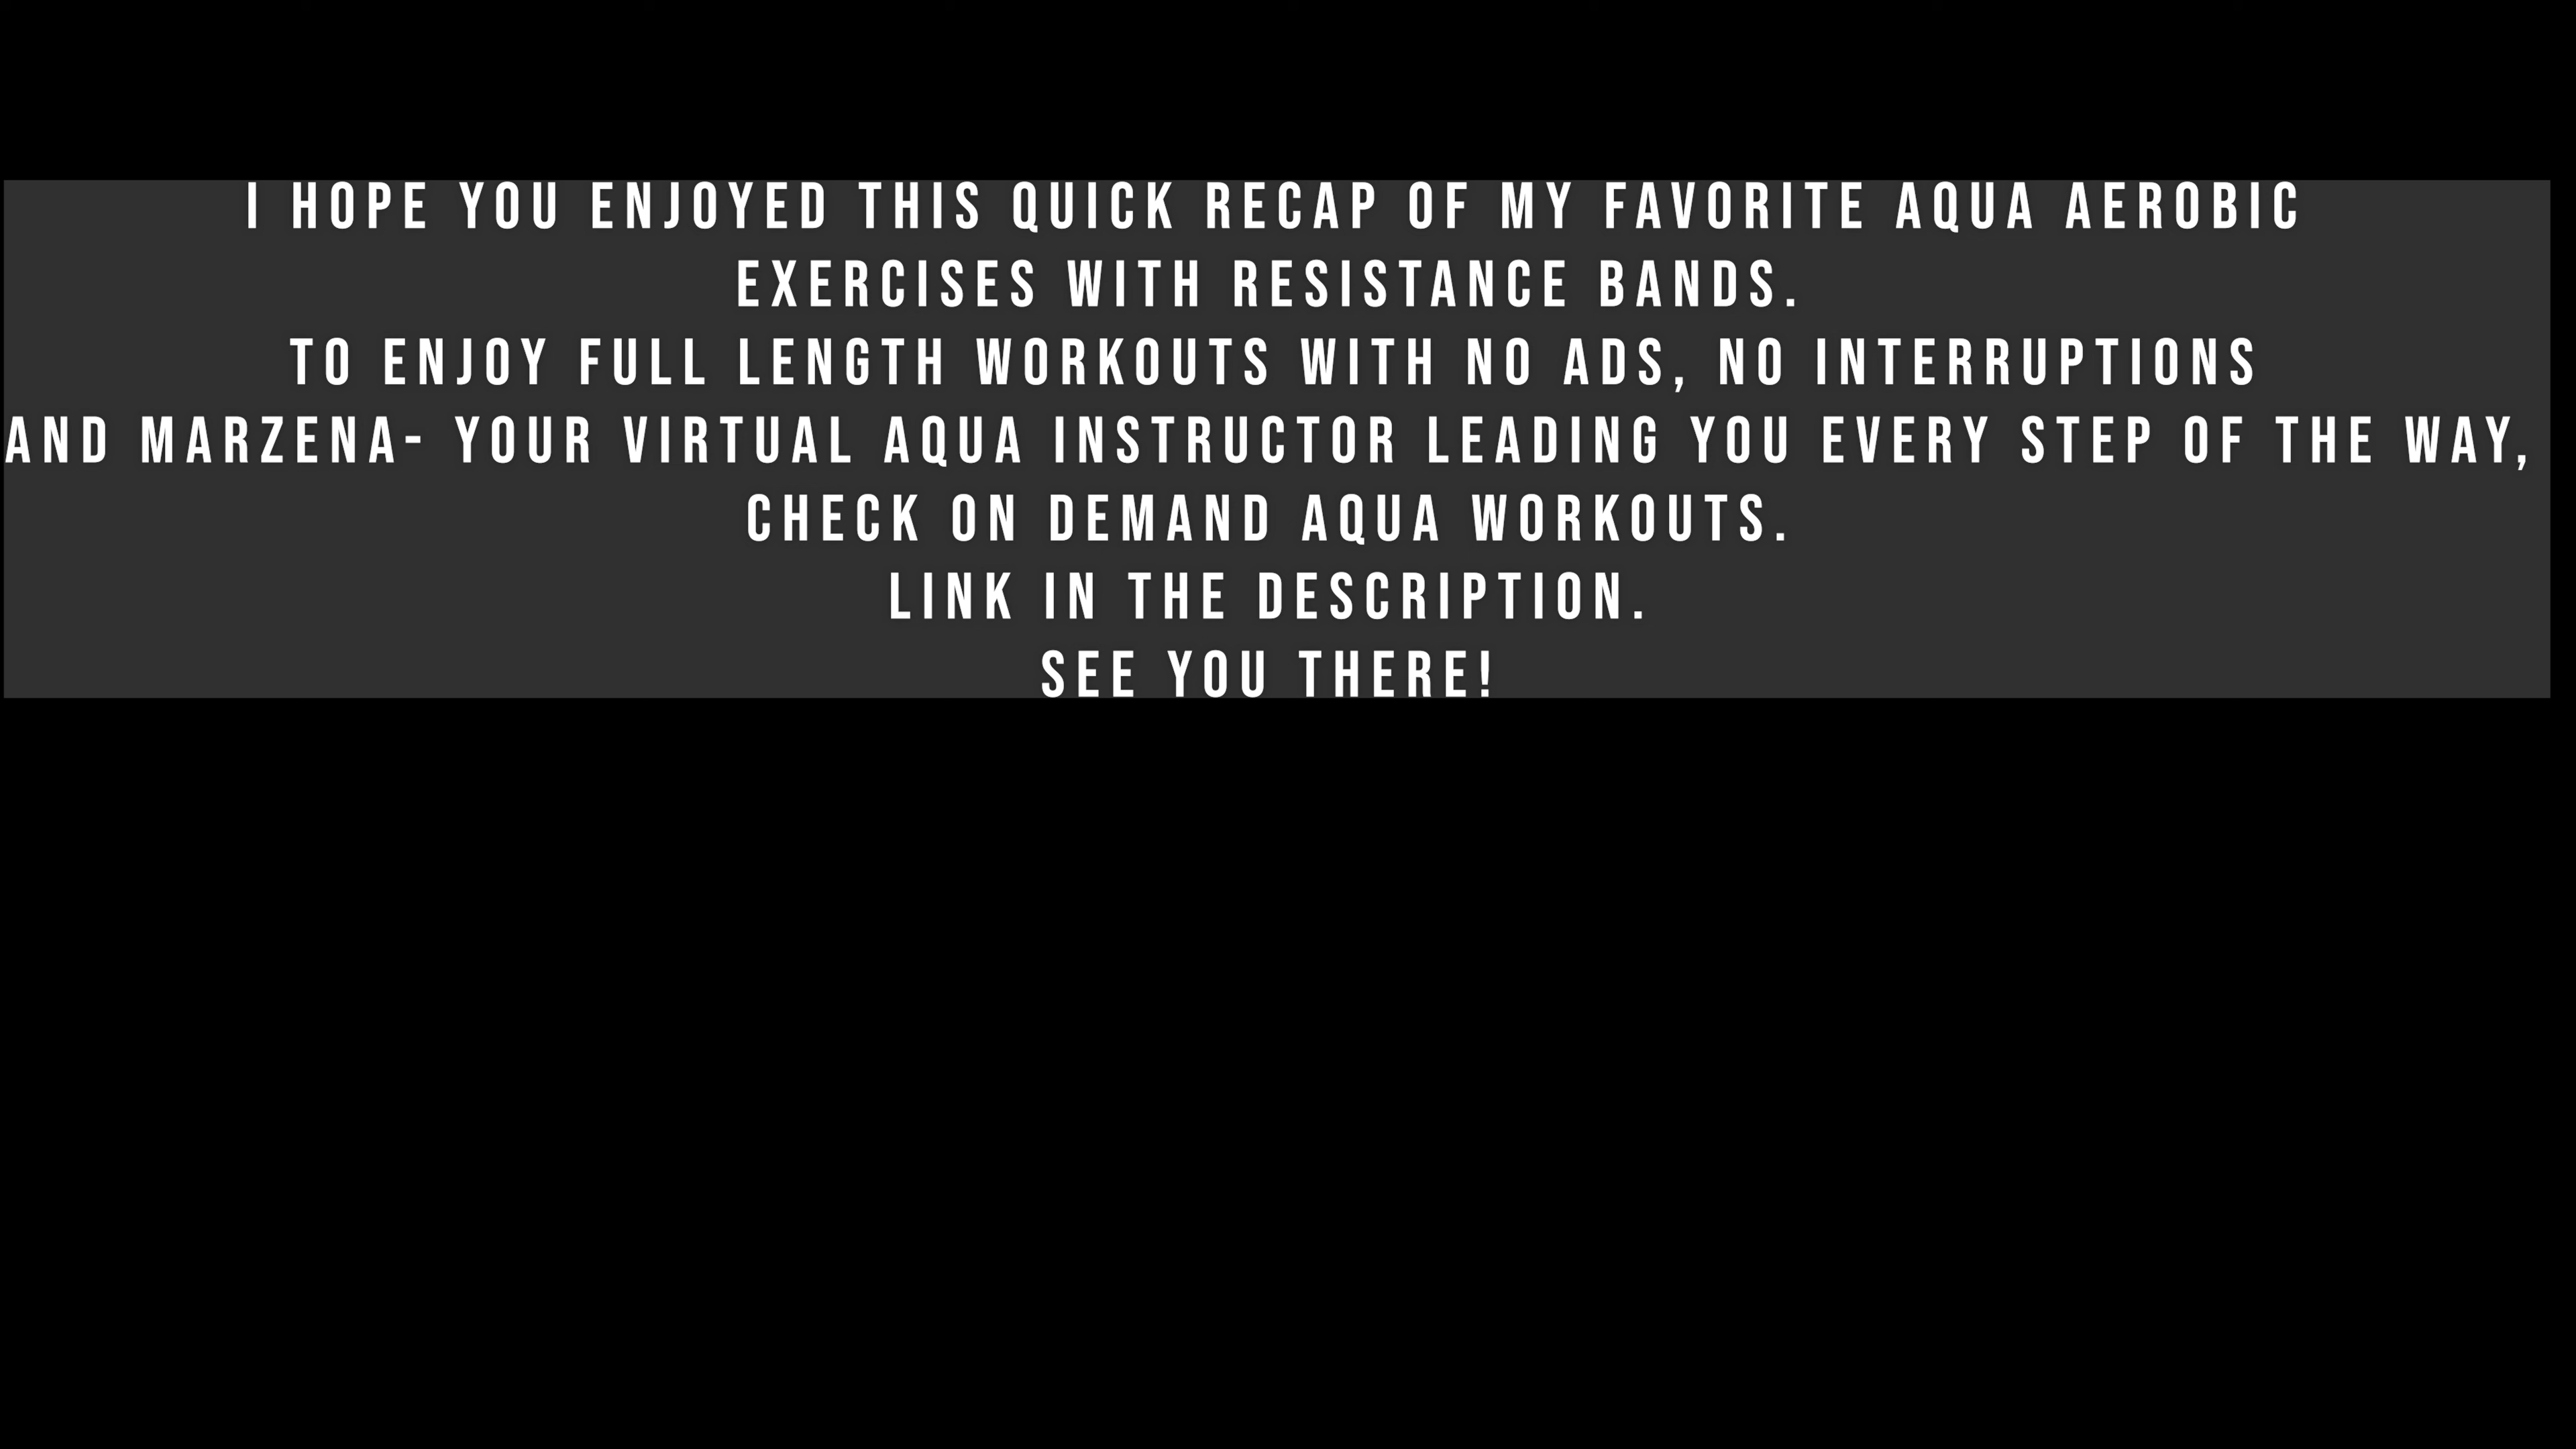 I HOPE YOU ENJOYED THIS QUICK RECAP OF MY FAVORITE AQUA AEROBIC
EXERCISES WITH RESISTANCE BANDS.
TO ENJOY FULL LENGTH WORKOUTS WITH NO ADS, NO INTERRUPTIONS
AND MARZENA- YOUR VIRTUAL AQUA INSTRUCTOR LEADING YOU EVERY STEP OF THE WAY,
CHECK ON DEMAND AQUA WORKOUTS.
LINK IN THE DESCRIPTION.
SEE YOU THERE!